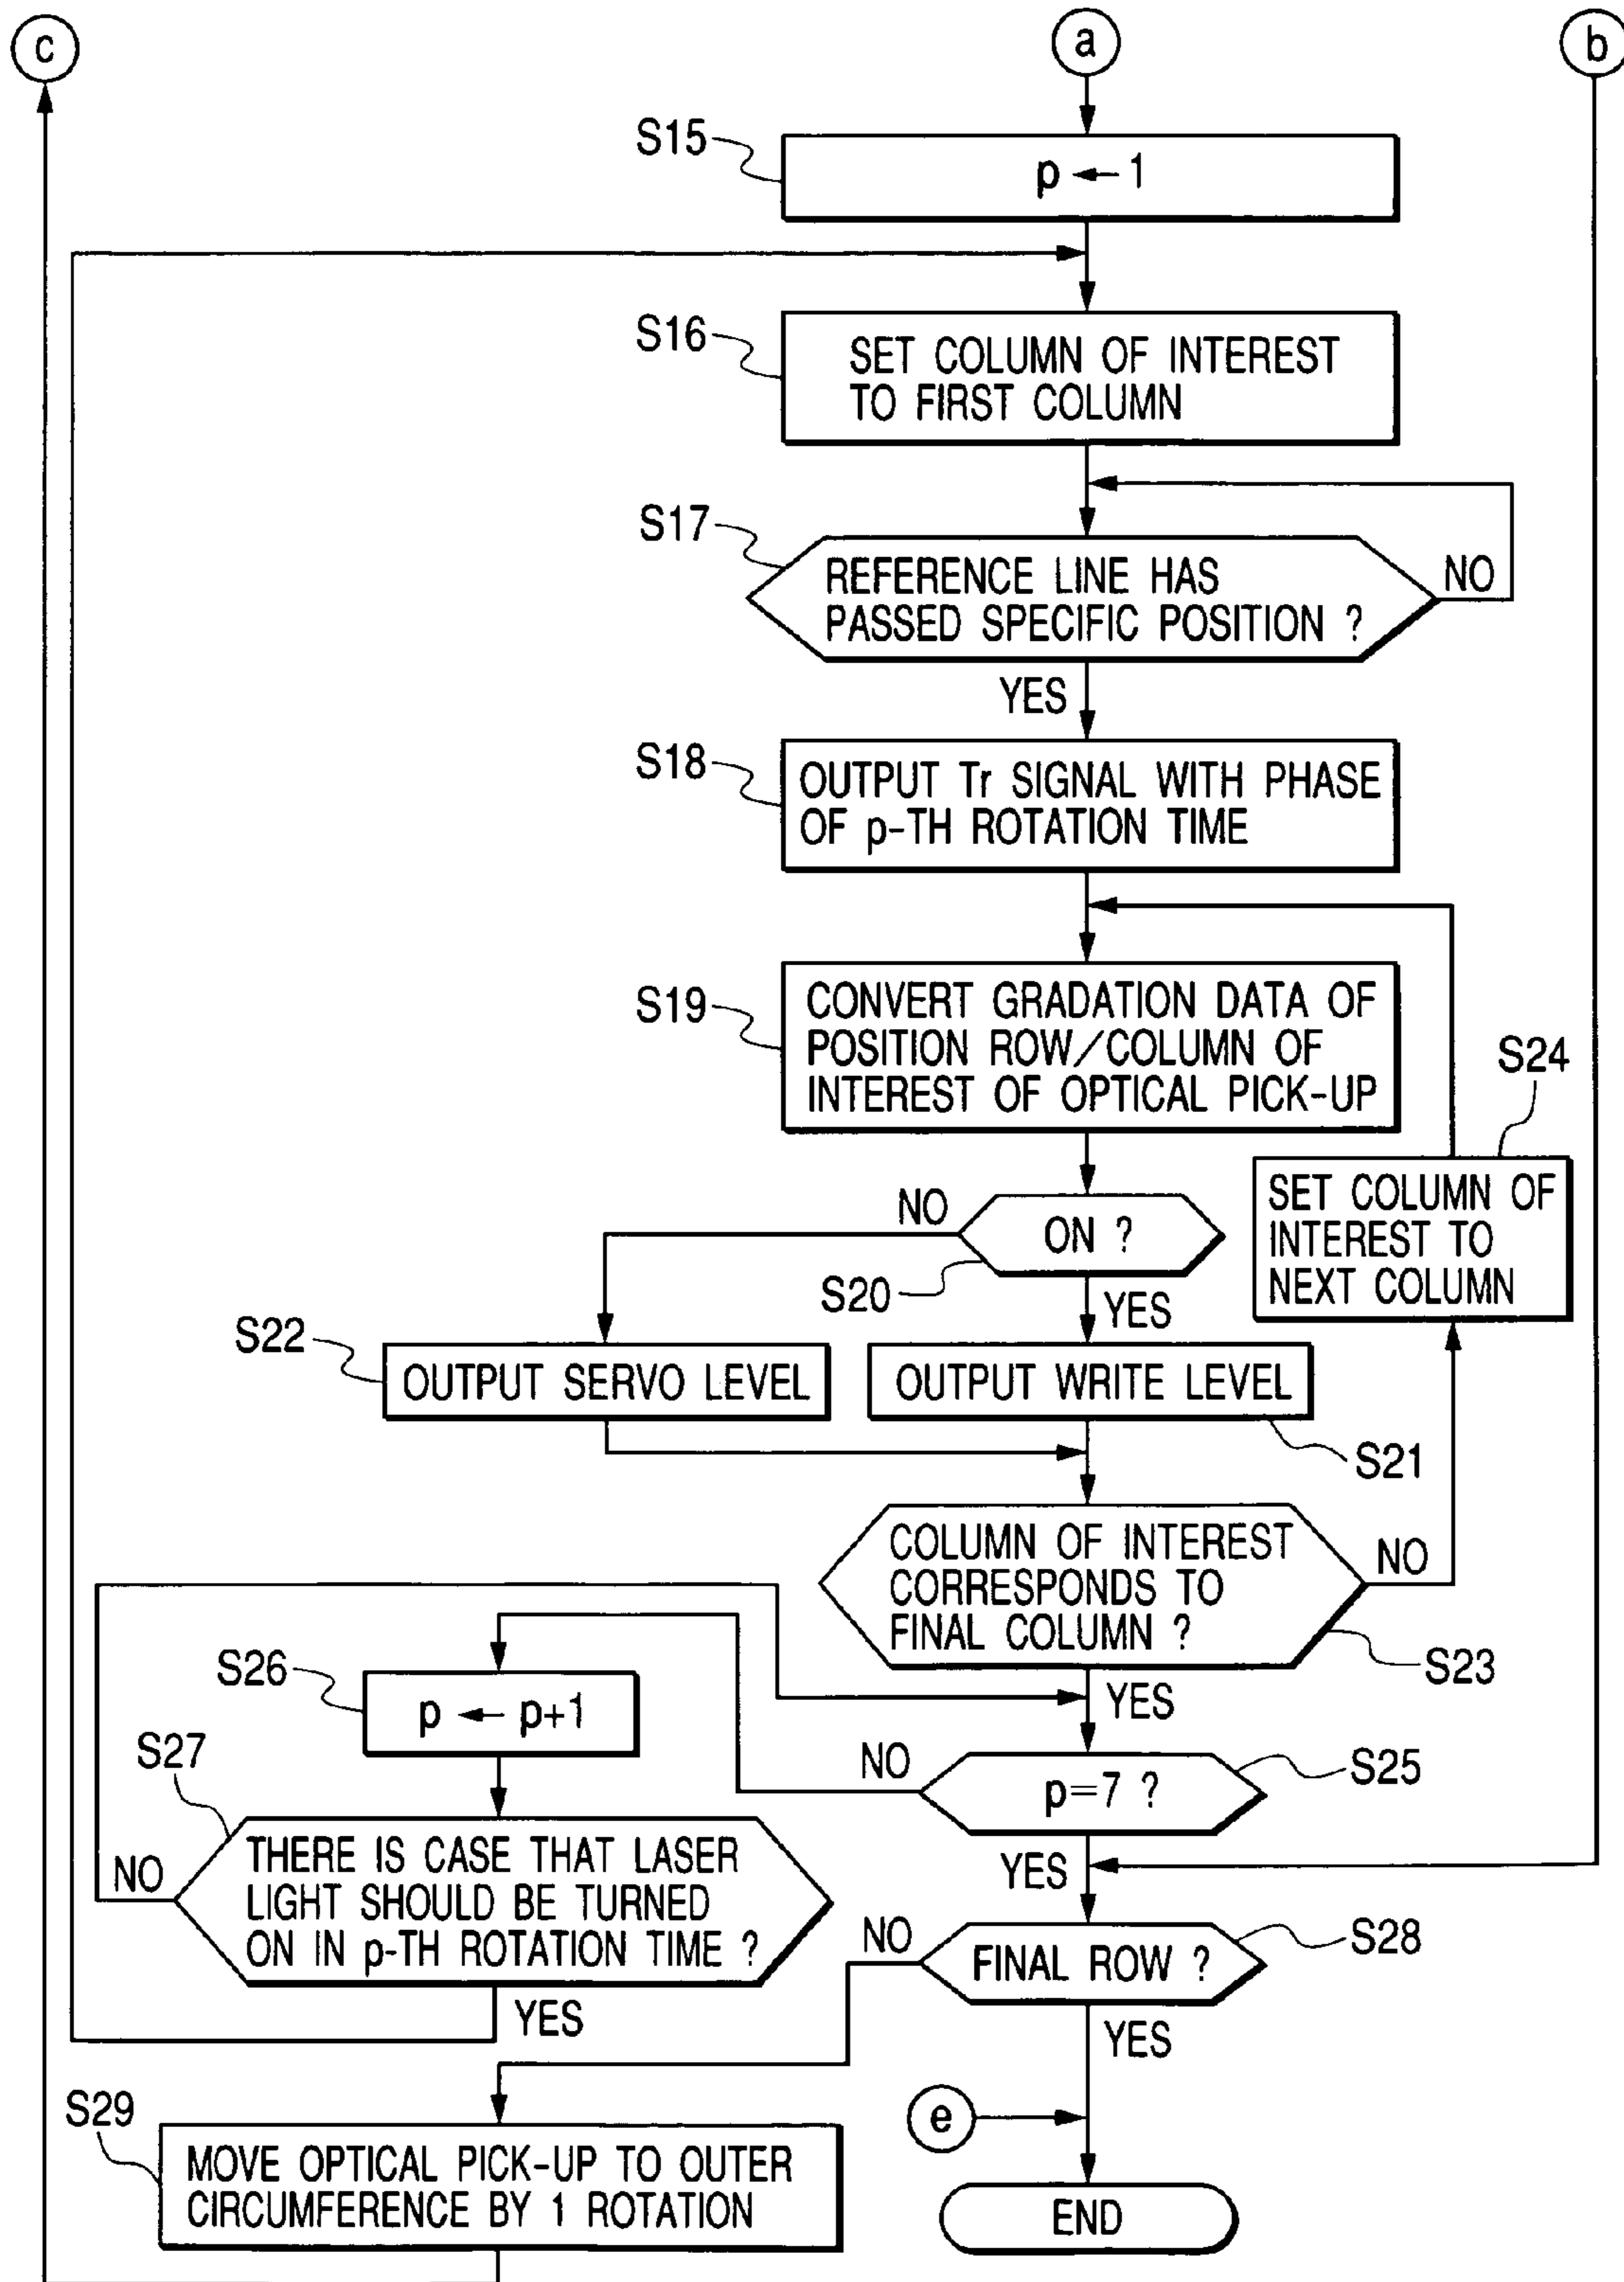 c
a
b
S15
p ← 1
S16
SET COLUMN OF INTEREST
TO FIRST COLUMN
S17
REFERENCE LINE HAS
PASSED SPECIFIC POSITION ?
NO
YES
S18
OUTPUT Tr SIGNAL WITH PHASE
OF p-TH ROTATION TIME
S19
CONVERT GRADATION DATA OF
POSITION ROW/COLUMN OF
INTEREST OF OPTICAL PICK-UP
S24
SET COLUMN OF
INTEREST TO
NEXT COLUMN
NO
ON ?
S20
YES
S22
OUTPUT SERVO LEVEL
OUTPUT WRITE LEVEL
S21
COLUMN OF INTEREST
CORRESPONDS TO
FINAL COLUMN ?
NO
S23
YES
S26
p ← p+1
NO
p=7 ?
S25
S27
THERE IS CASE THAT LASER
LIGHT SHOULD BE TURNED
ON IN p-TH ROTATION TIME ?
NO
YES
YES
NO
FINAL ROW ?
S28
YES
S29
MOVE OPTICAL PICK-UP TO OUTER
CIRCUMFERENCE BY 1 ROTATION
e
END